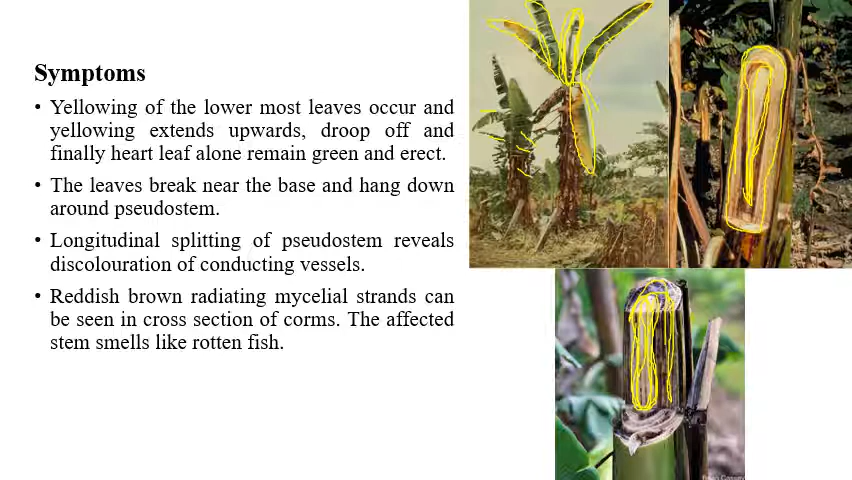 Symptoms
• Yellowing of the lower most leaves occur and
yellowing extends upwards, droop off and
finally heart leaf alone remain green and erect.
• The leaves break near the base and hang down
around pseudostem.
• Longitudinal splitting of pseudostem reveals
discolouration of conducting vessels.
• Reddish brown radiating mycelial strands can
be seen in cross section of corms. The affected
stem smells like rotten fish.